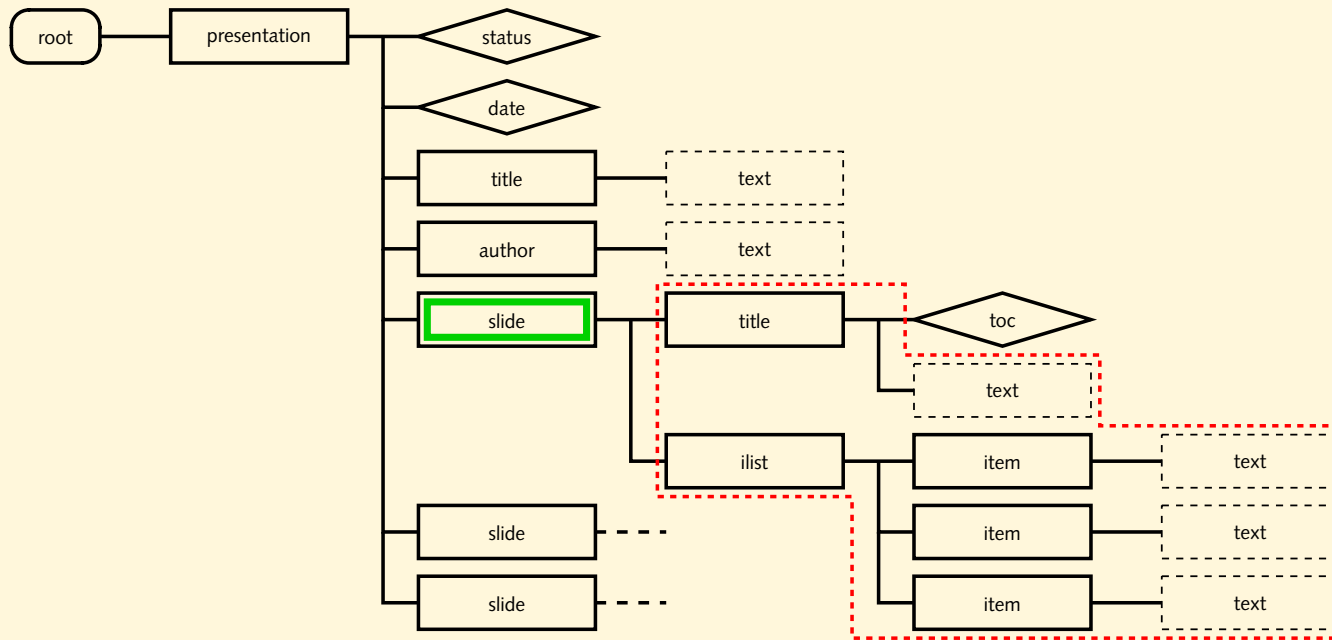 root presentation status
date
title text
author text
slide title toc
text
ilist item text
slide item text
slide item text